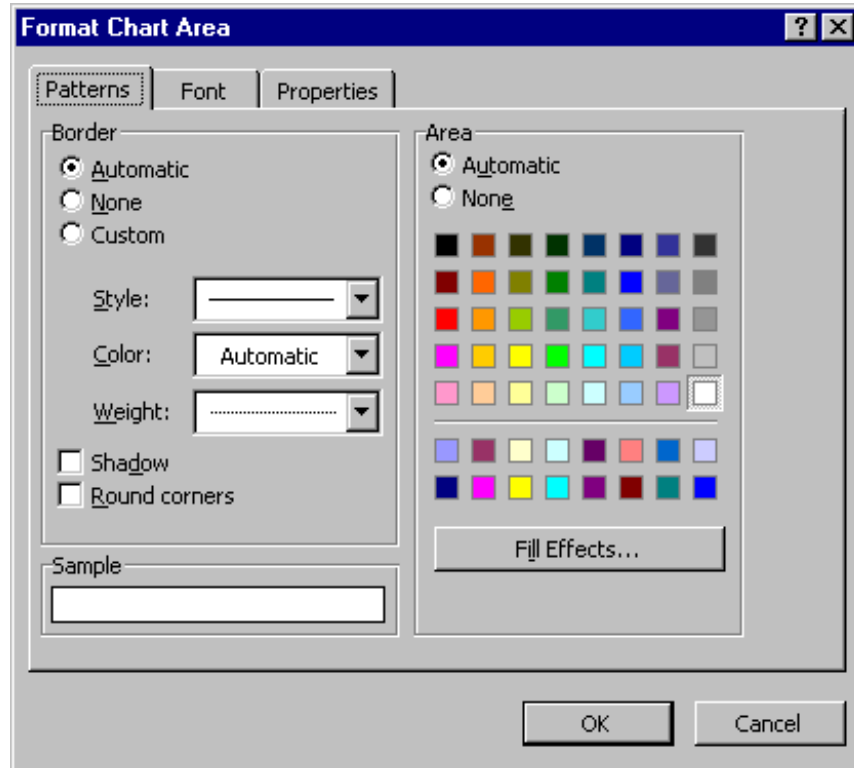 Format Chart Area
Patterns Font Properties
Border
Automatic
None
Custom
Style:
Color: Automatic
Weight:
Shadow
Round corners
Sample
Area
Automatic
None
Fill Effects...
OK Cancel